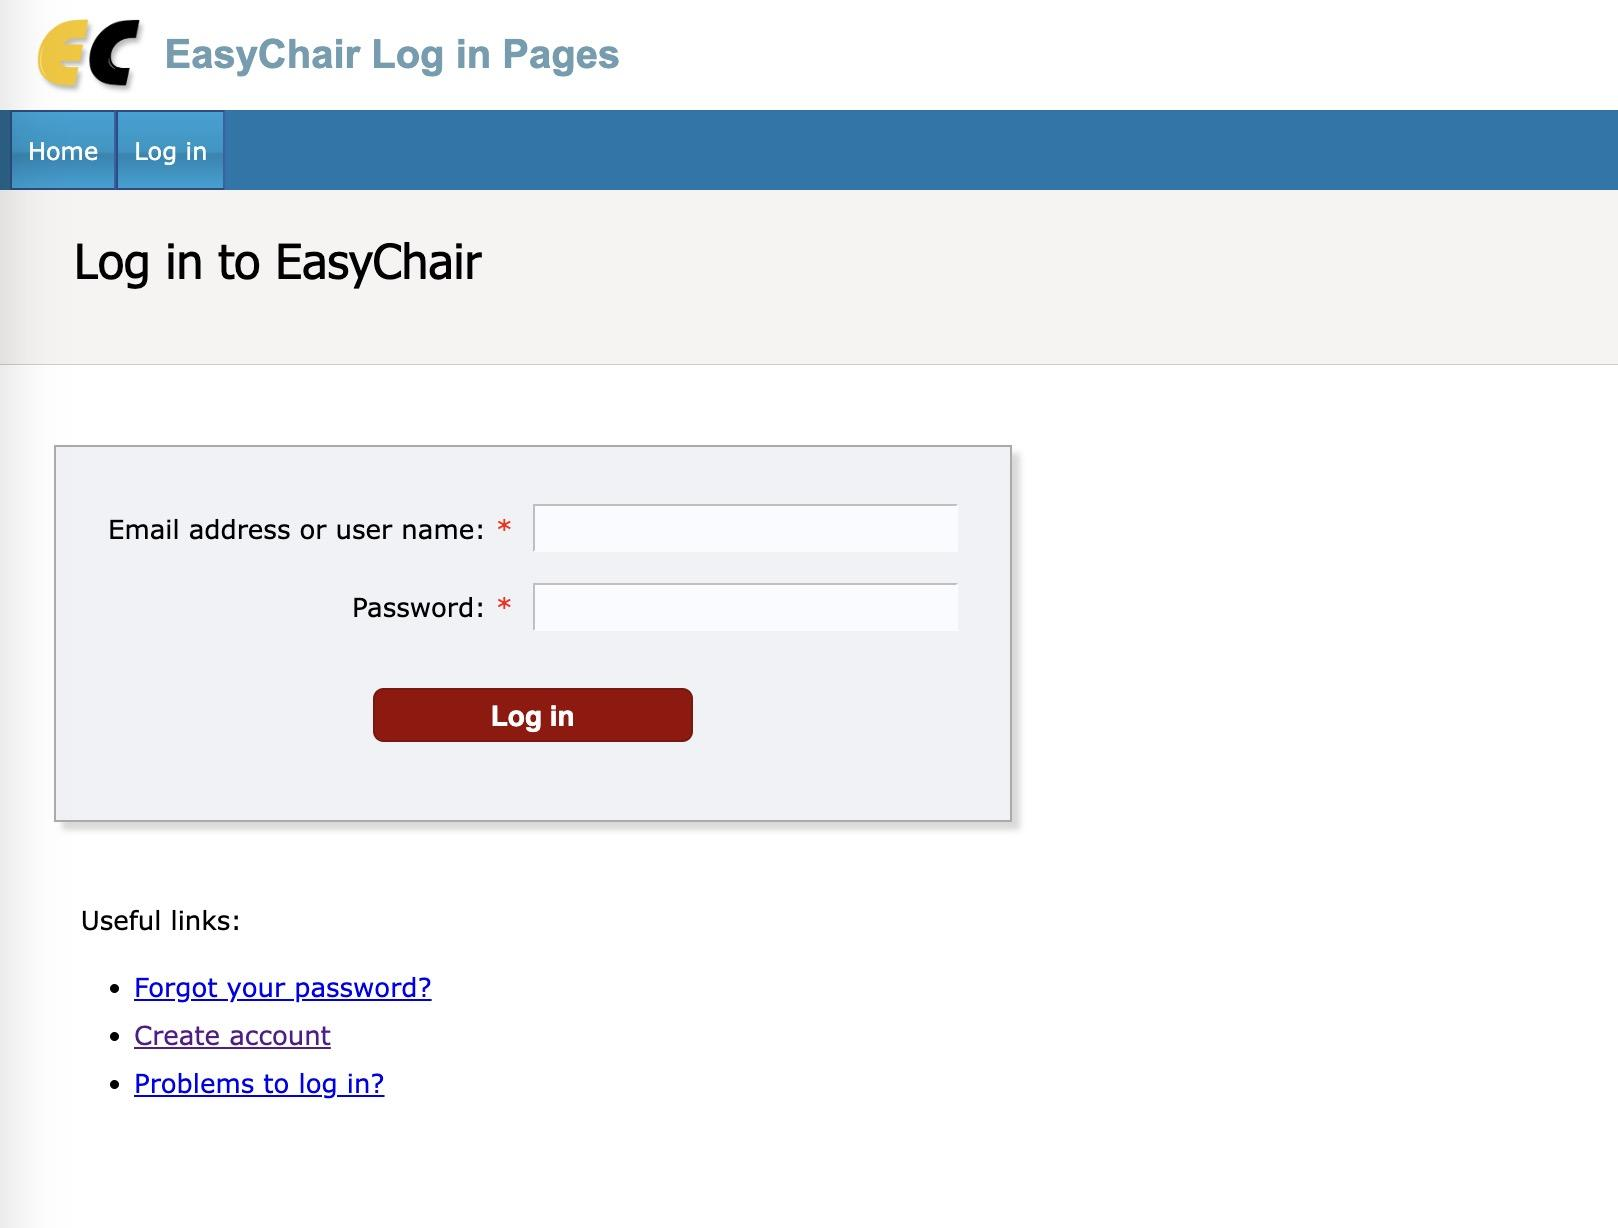 EC EasyChair Log in Pages
Home Log in
Log in to EasyChair
Email address or user name: *
Password: *
Log in
Useful links:
• Forgot your password?
• Create account
• Problems to log in?